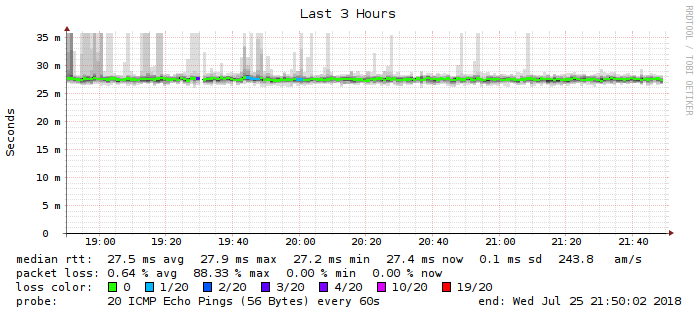 Last 3 Hours
RRDTOOL / TOBI OETIKER
Seconds
35 m
30 m
25 m
20 m
15 m
10 m
5 m
0
19:00 19:20 19:40 20:00 20:20 20:40 21:00 21:20 21:40
median rtt: 27.5 ms avg 27.9 ms max 27.2 ms min 27.4 ms now 0.1 ms sd 243.8 am/s
packet loss: 0.64 % avg 88.33 % max 0.00 % min 0.00 % now
loss color: 0 1/20 2/20 3/20 4/20 10/20 19/20
probe: 20 ICMP Echo Pings (56 Bytes) every 60s end: Wed Jul 25 21:50:02 2018